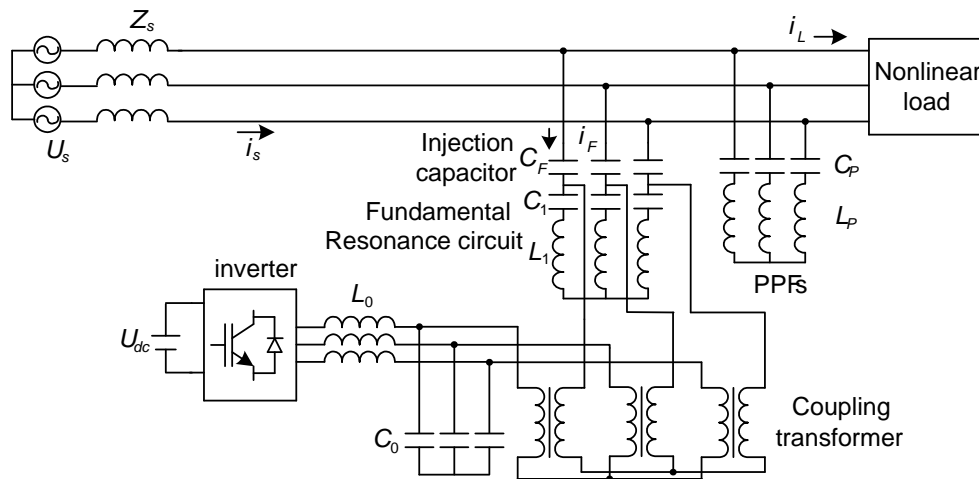 Zs
iL
Nonlinear
load
Us
is
Injection
capacitor
iF
CF
C1
Fundamental
Resonance circuit
L1
CP
LP
PPFs
inverter
L0
Udc
C0
Coupling
transformer